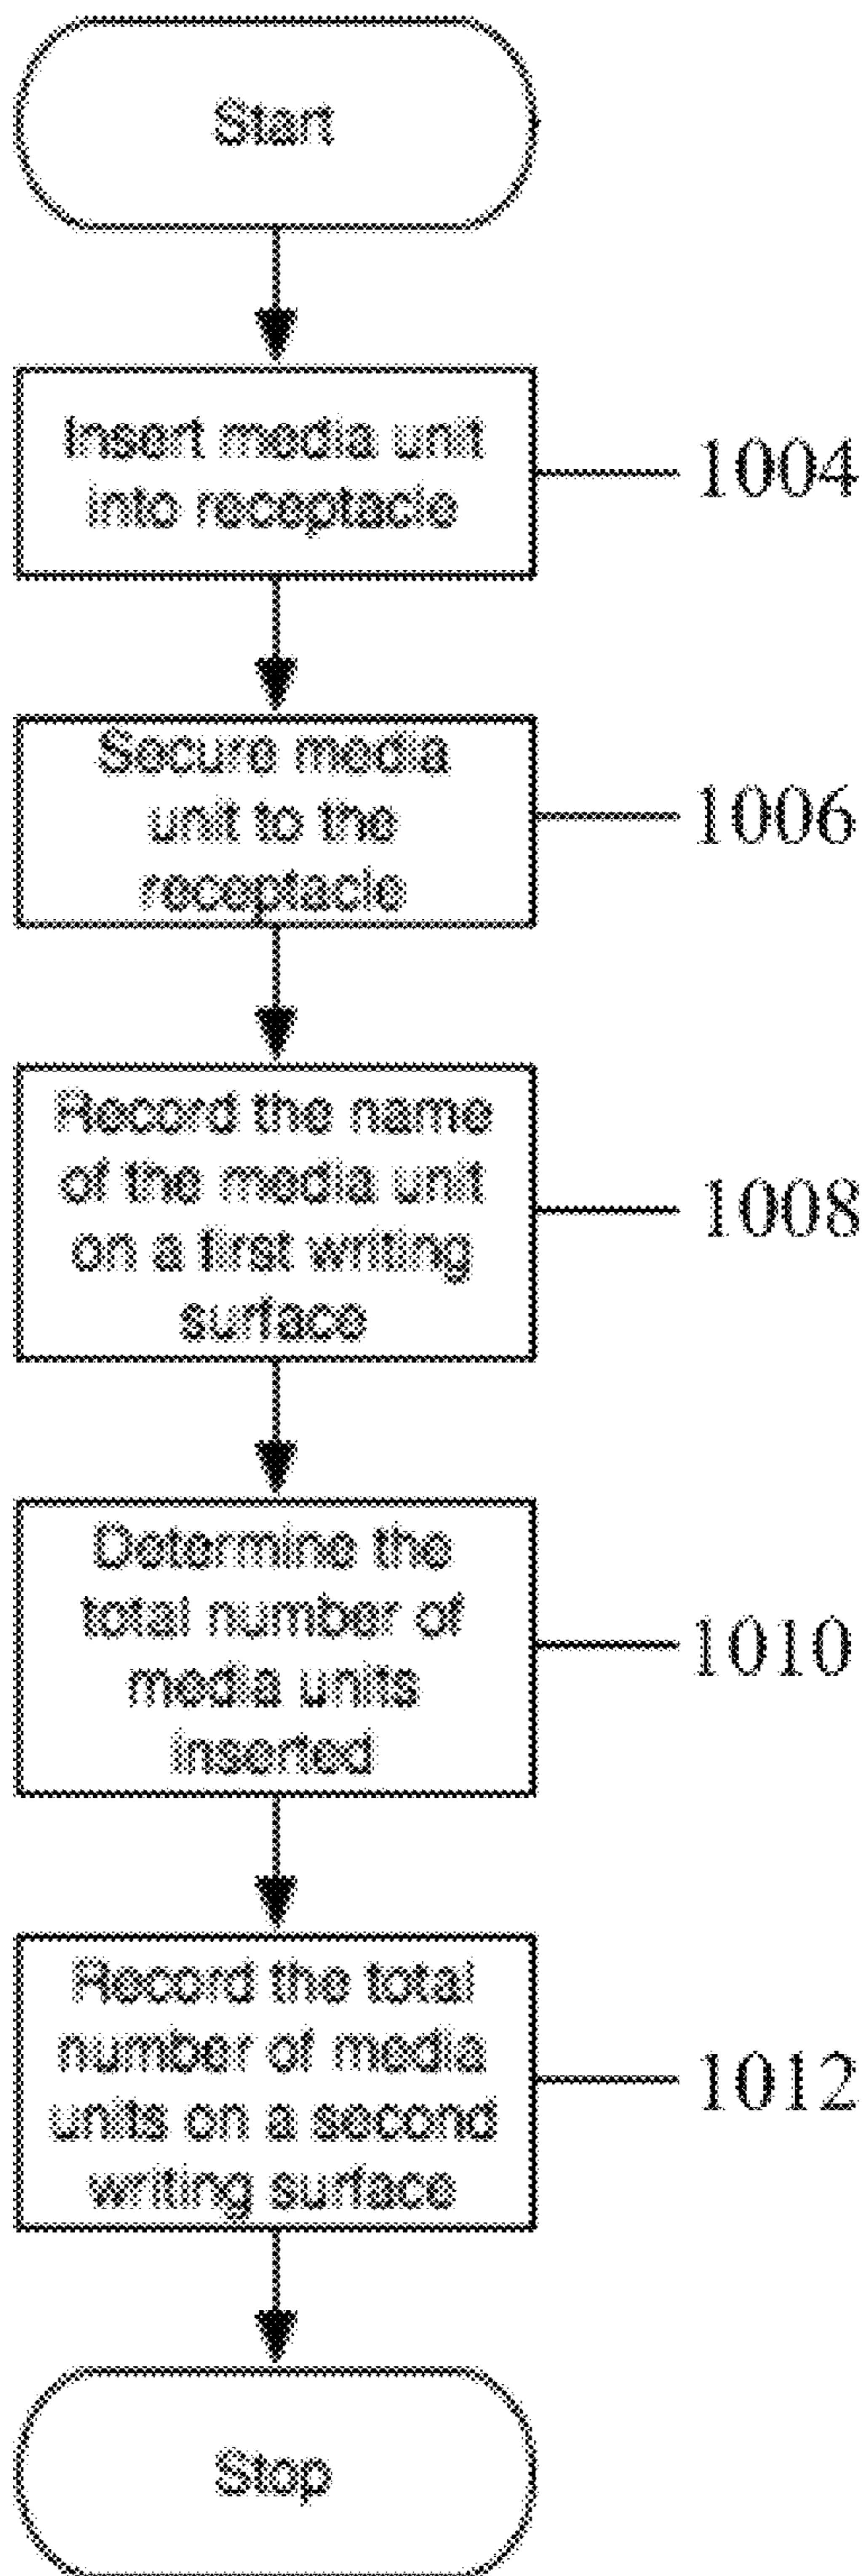 Start
Insert media unit
into receptacle
1004
Secure media
unit to the
receptacle
1006
Record the name
of the media unit
on a first writing
surface
1008
Determine the
total number of
media units
inserted
1010
Record the total
number of media
units on a second
writing surface
1012
Stop